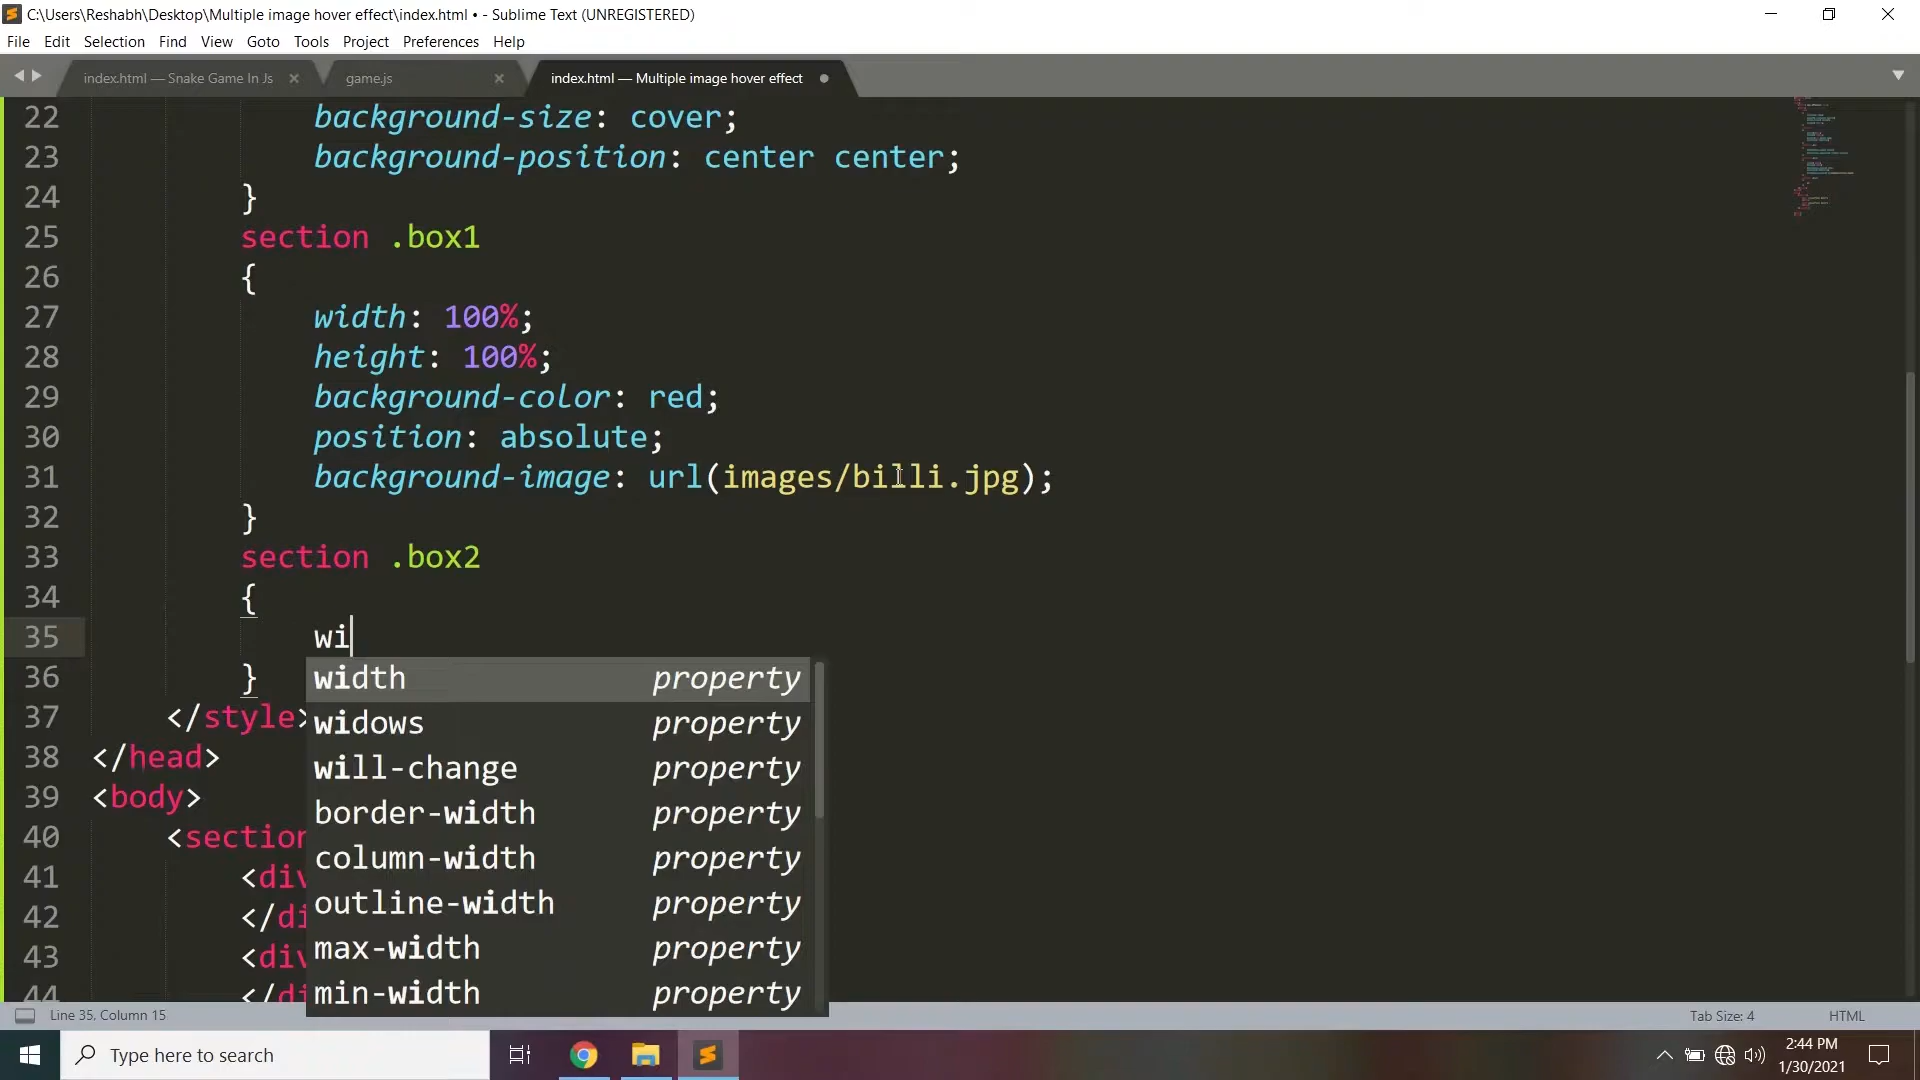 C:\Users\Reshabh\Desktop\Multiple image hover effect\index.html • - Sublime Text (UNREGISTERED)
File Edit Selection Find View Goto Tools Project Preferences Help
index.html — Snake Game In Js × game.js × index.html — Multiple image hover effect
22 background-size: cover;
23 background-position: center center;
24 }
25 section .box1
26 {
27 width: 100%;
28 height: 100%;
29 background-color: red;
30 position: absolute;
31 background-image: url(images/billi.jpg);
32 }
33 section .box2
34 {
35 wi
width property
36 }
37 </style>
widows property
38 </head>
will-change property
39 <body>
border-width property
40 <section
column-width property
41 <div
outline-width property
42 </di
max-width property
43 <div
min-width property
44 </di
Line 35, Column 15 Tab Size: 4 HTML
Type here to search
2:44 PM
1/30/2021